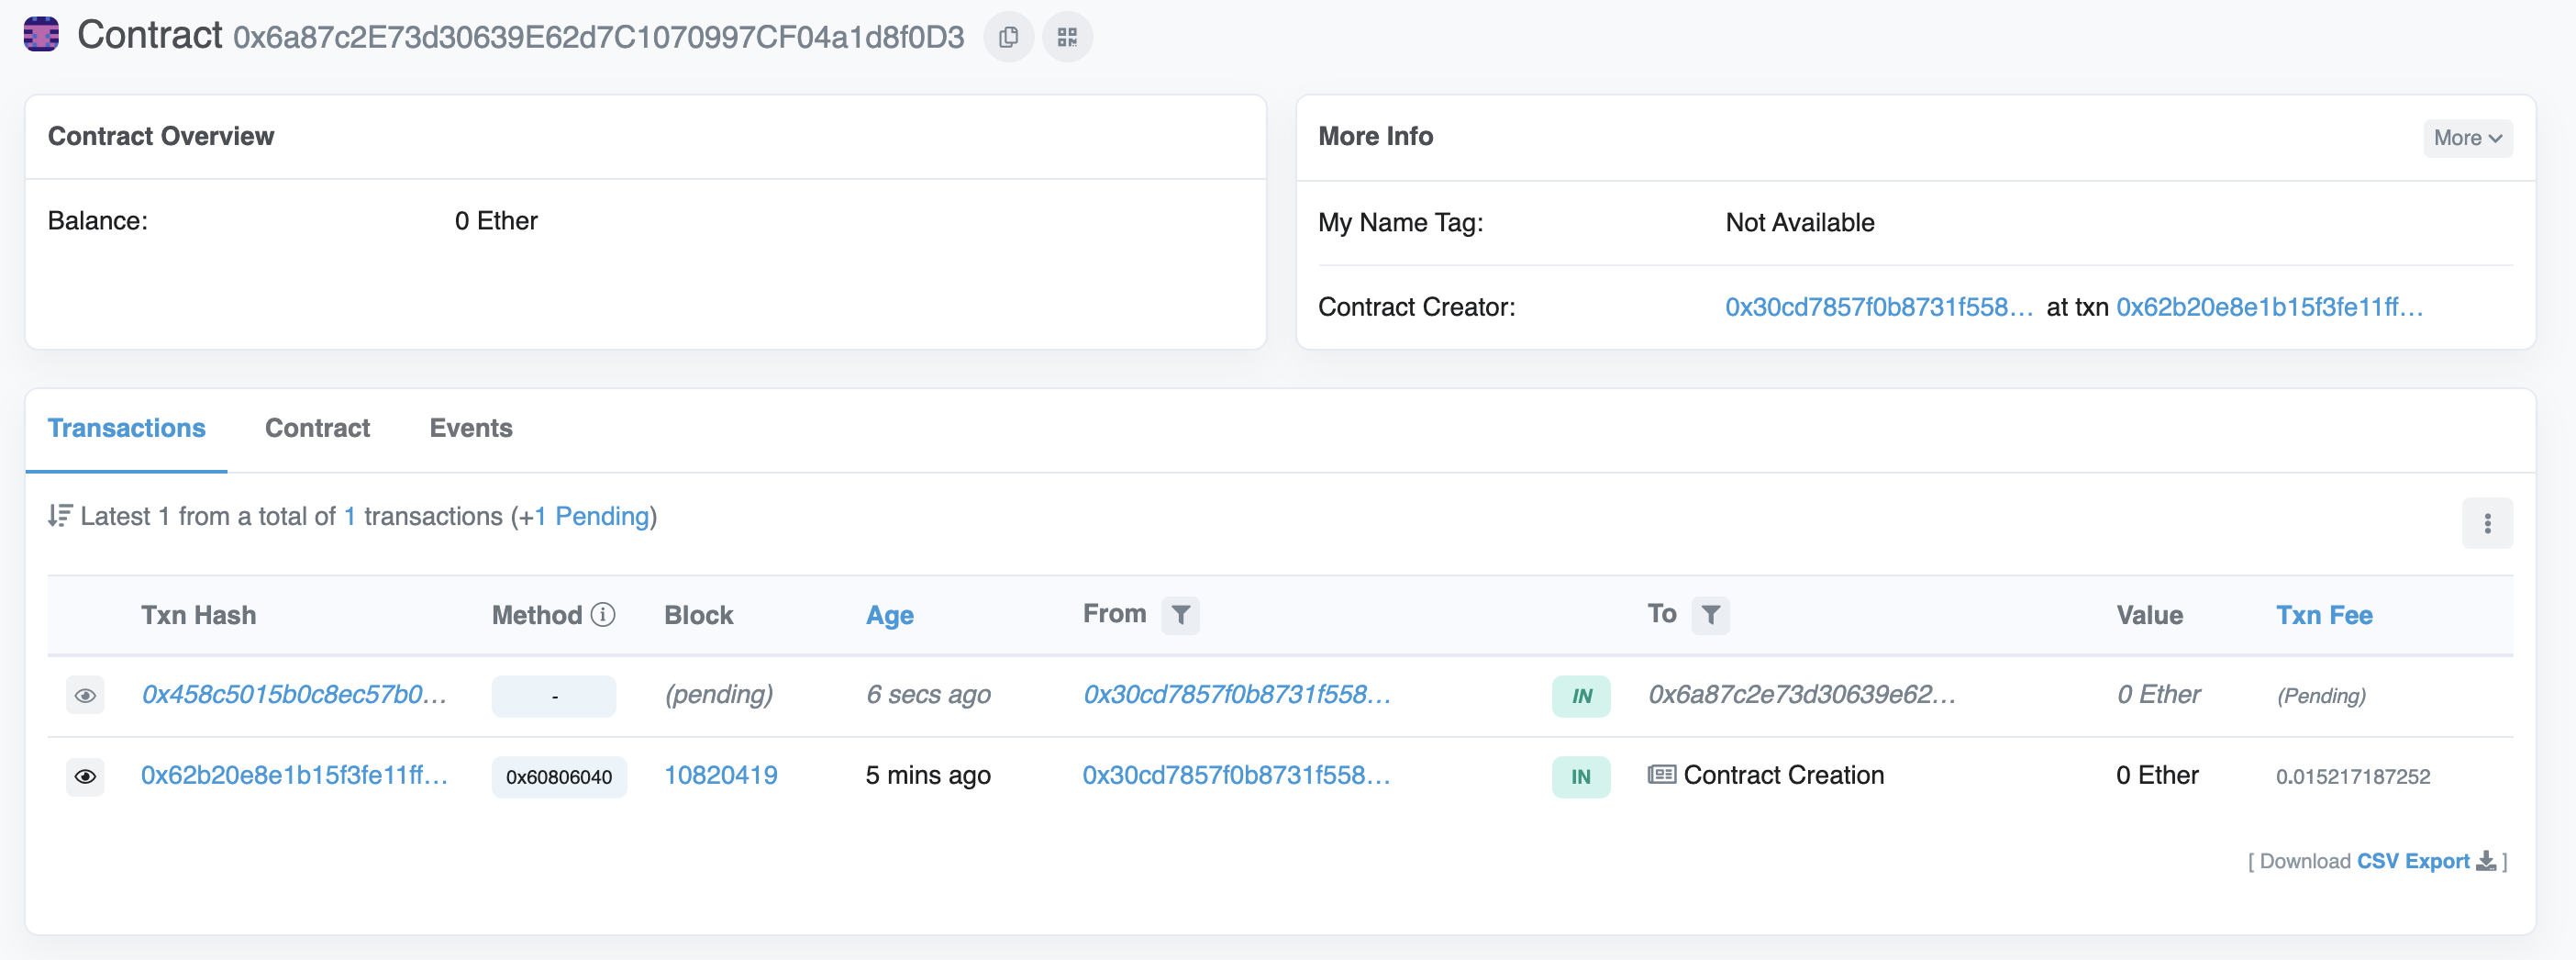 Contract 0x6a87c2E73d30639E62d7C1070997CF04a1d8f0D3
Contract Overview
Balance: 0 Ether
More Info
More
My Name Tag: Not Available
Contract Creator: 0x30cd7857f0b8731f558... at txn 0x62b20e8e1b15f3fe11ff...
Transactions Contract Events
Latest 1 from a total of 1 transactions (+1 Pending)
Txn Hash Method Block Age From To Value Txn Fee
0x458c5015b0c8ec57b0... - (pending) 6 secs ago 0x30cd7857f0b8731f558... IN 0x6a87c2e73d30639e62... 0 Ether (Pending)
0x62b20e8e1b15f3fe11ff... 0x60806040 10820419 5 mins ago 0x30cd7857f0b8731f558... IN Contract Creation 0 Ether 0.015217187252
[ Download CSV Export ]